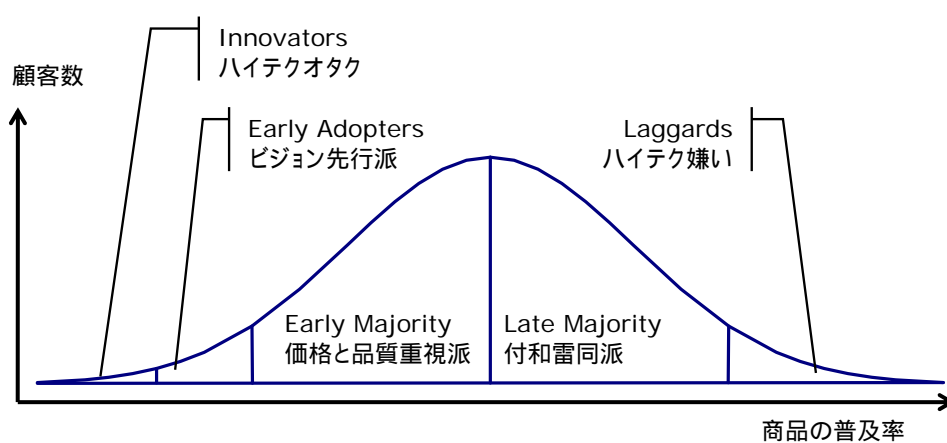 Innovators
ハイテクオタク
顧客数
Early Adopters
ビジョン先行派
Laggards
ハイテク嫌い
Early Majority
価格と品質重視派
Late Majority
付和雷同派
商品の普及率